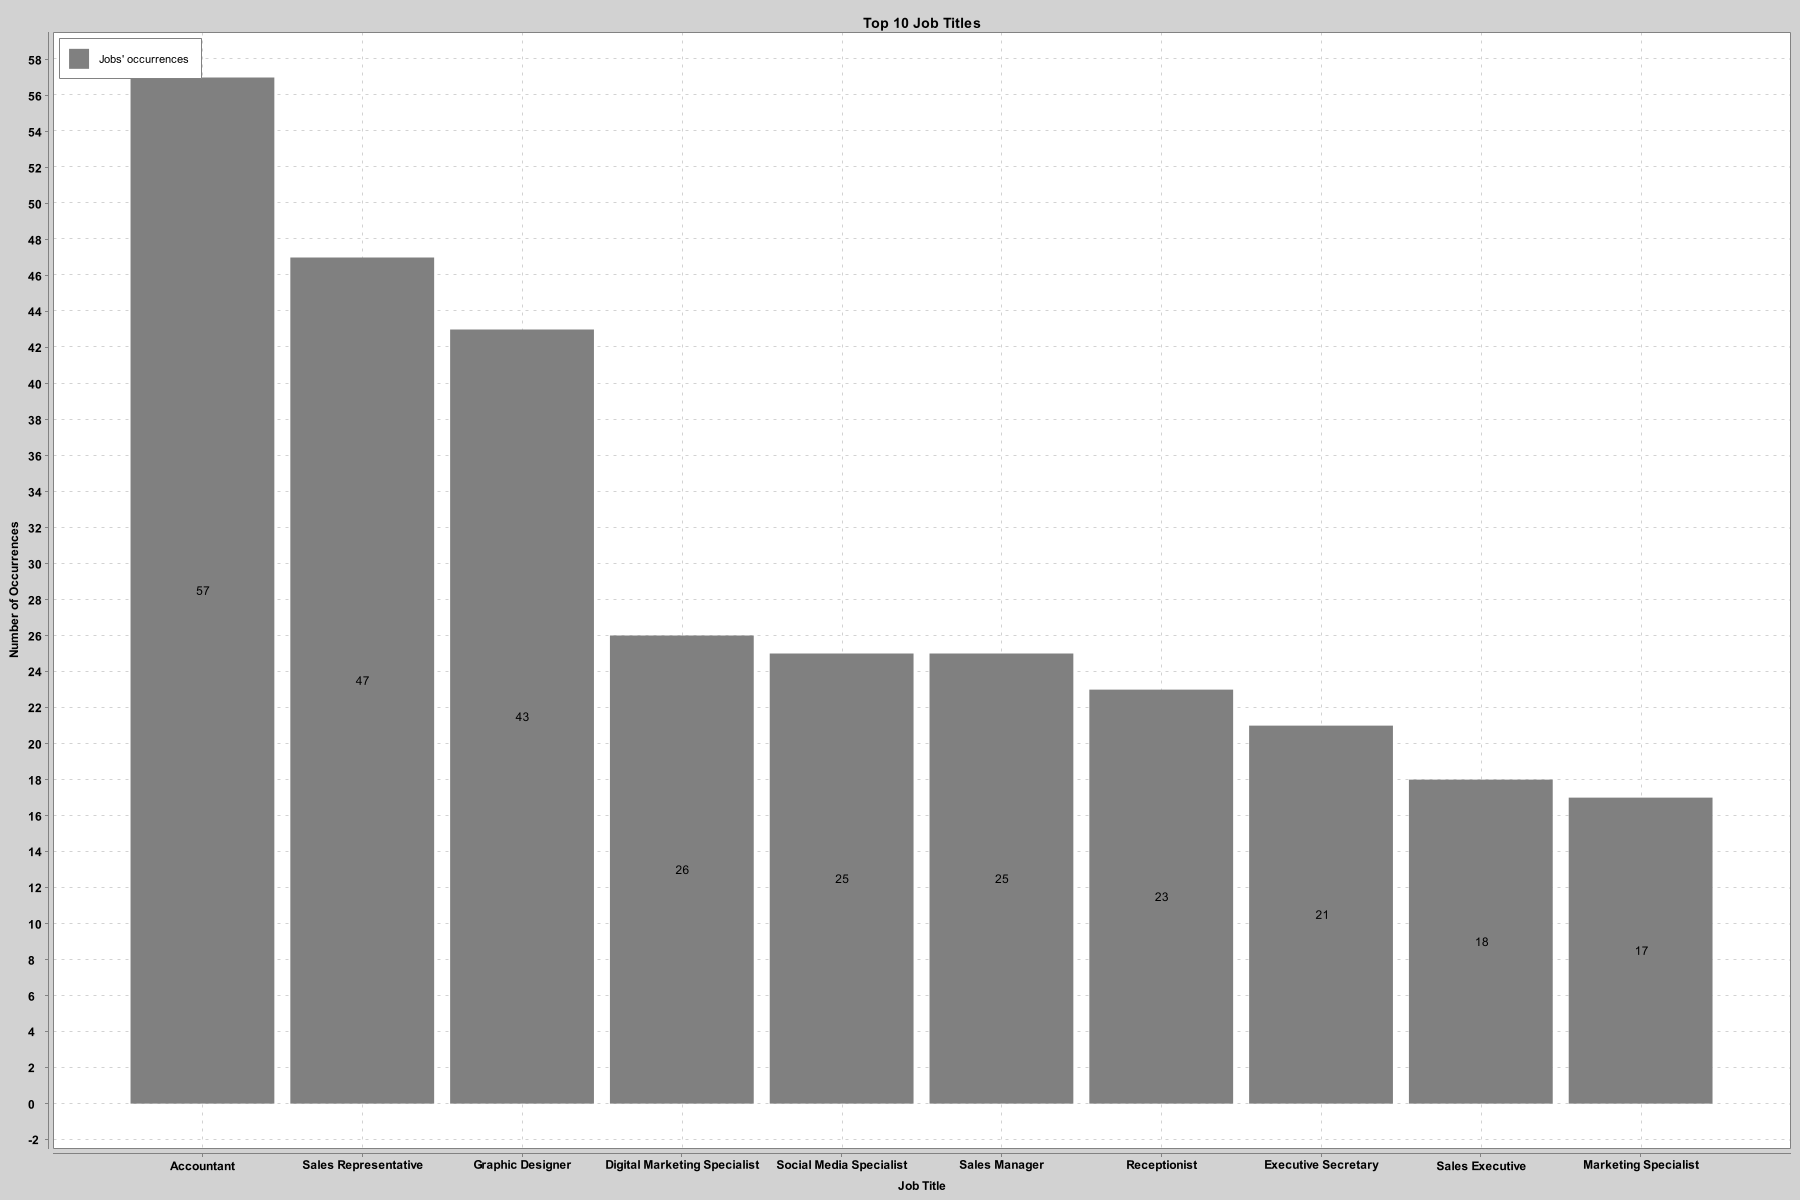 Top 10 Job Titles
Jobs' occurrences
58
56
54
52
50
48
46
44
42
40
38
36
34
32
30
28
26
24
22
20
18
16
14
12
10
8
6
4
2
0
-2
Number of Occurrences
57
47
43
26
25
25
23
21
18
17
Accountant
Sales Representative
Graphic Designer
Digital Marketing Specialist
Social Media Specialist
Sales Manager
Receptionist
Executive Secretary
Sales Executive
Marketing Specialist
Job Title